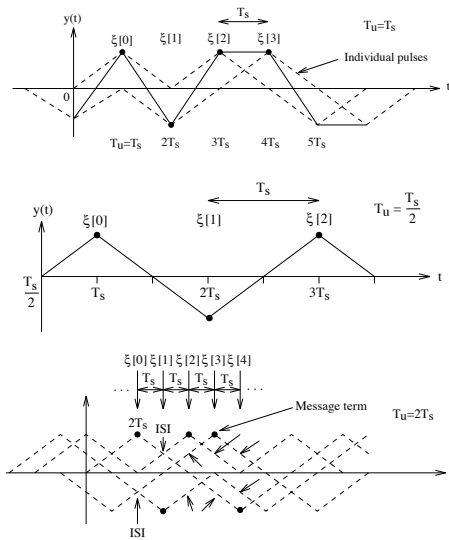 y(t)
T_s
T_u=T_s
ξ[0] ξ[1] ξ[2] ξ[3]
Individual pulses
0 t
T_u=T_s 2T_s 3T_s 4T_s 5T_s
T_s
T_u = T_s/2
y(t) ξ[0] ξ[1] ξ[2]
t
T_s/2 T_s 2T_s 3T_s
ξ[0] ξ[1] ξ[2] ξ[3] ξ[4]
... T_s T_s T_s T_s ...
Message term
T_u=2T_s
2T_s ISI
ISI